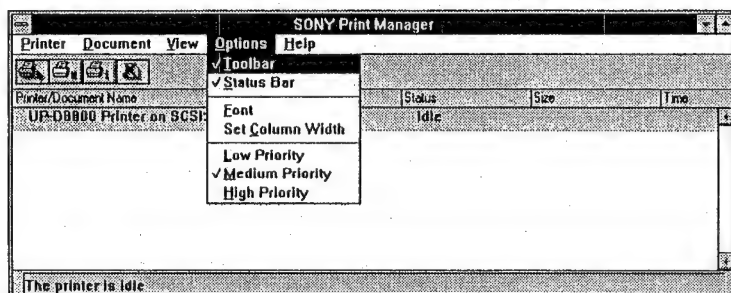 SONY Print Manager
Printer Document View Options Help
Printer/Document Name Status Size Time
UP-D8800 Printer on SCSI: Idle
✓Toolbar
✓Status Bar
Font
Set Column Width
Low Priority
✓Medium Priority
High Priority
The printer is idle